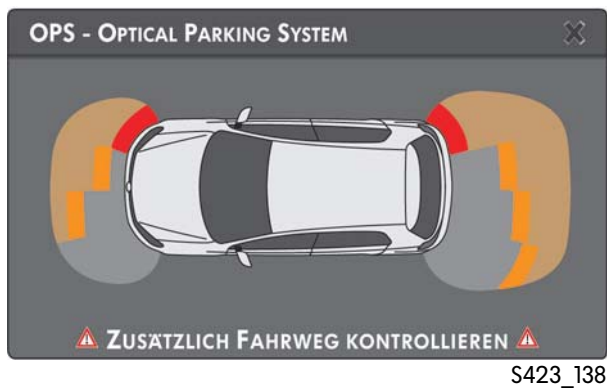 OPS - Optical Parking System
Zusätzlich Fahrweg kontrollieren
S423_138